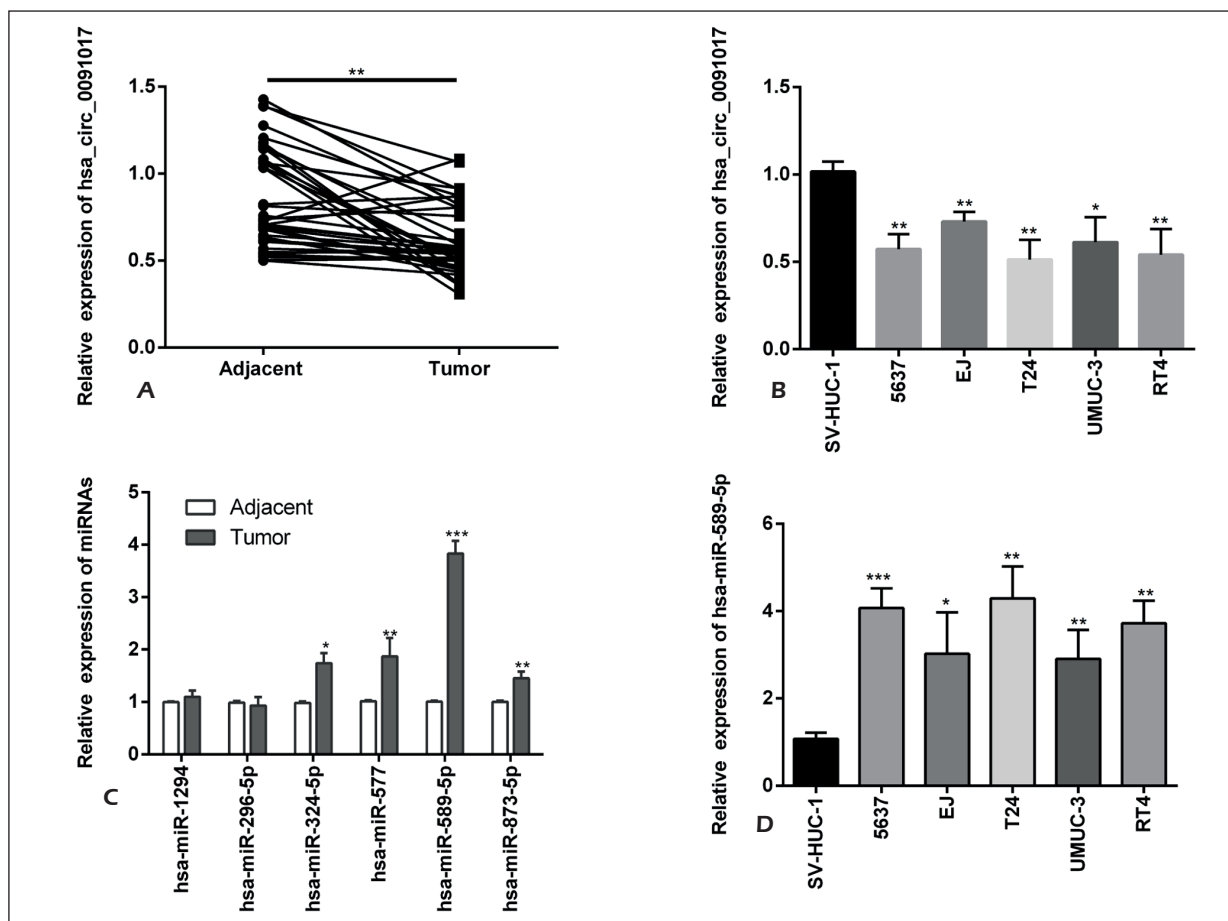 Relative expression of hsa_circ_0091017
**
1.5
1.0
0.5
0.0
Adjacent
Tumor
A
Relative expression of hsa_circ_0091017
1.5
1.0
0.5
0.0
**
**
**
*
**
SV-HUC-1
5637
EJ
T24
UMUC-3
RT4
B
Relative expression of miRNAs
5
4
3
2
1
0
Adjacent
Tumor
*
**
***
**
hsa-miR-1294
hsa-miR-296-5p
hsa-miR-324-5p
hsa-miR-577
hsa-miR-589-5p
hsa-miR-873-5p
C
Relative expression of hsa-miR-589-5p
6
4
2
0
***
*
**
**
**
SV-HUC-1
5637
EJ
T24
UMUC-3
RT4
D